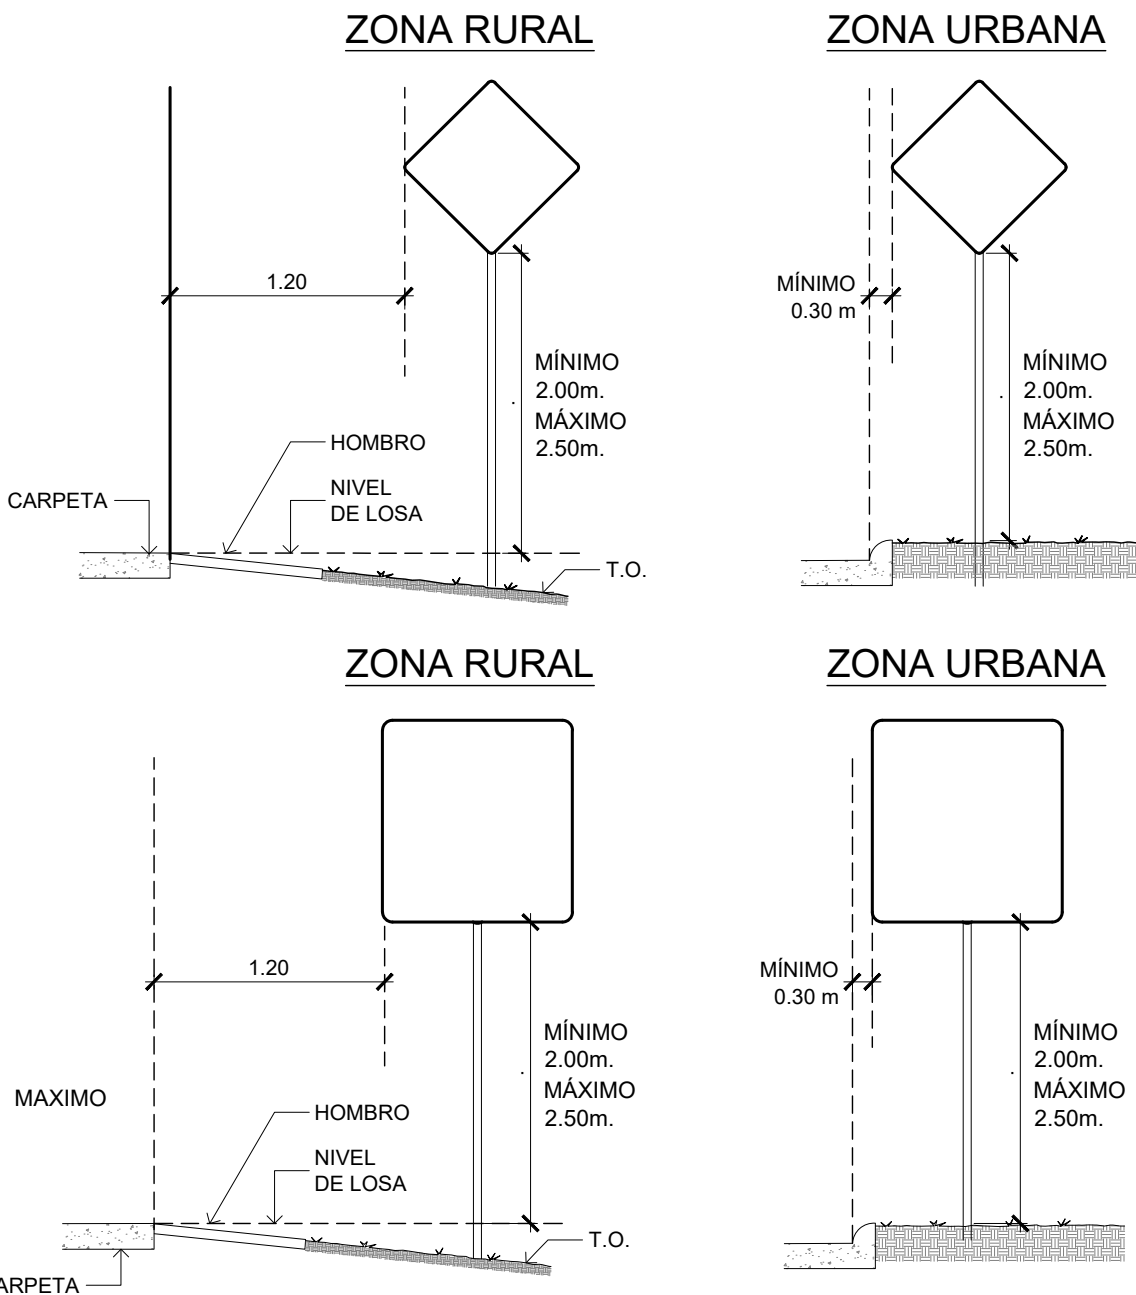 ZONA RURAL
ZONA URBANA
1.20
MÍNIMO
0.30 m
MÍNIMO
2.00m.
MÁXIMO
2.50m.
MÍNIMO
2.00m.
MÁXIMO
2.50m.
HOMBRO
CARPETA
NIVEL
DE LOSA
T.O.
ZONA RURAL
ZONA URBANA
1.20
MÍNIMO
0.30 m
MÍNIMO
2.00m.
MÁXIMO
2.50m.
MÍNIMO
2.00m.
MÁXIMO
2.50m.
MAXIMO
HOMBRO
NIVEL
DE LOSA
T.O.
ARPETA